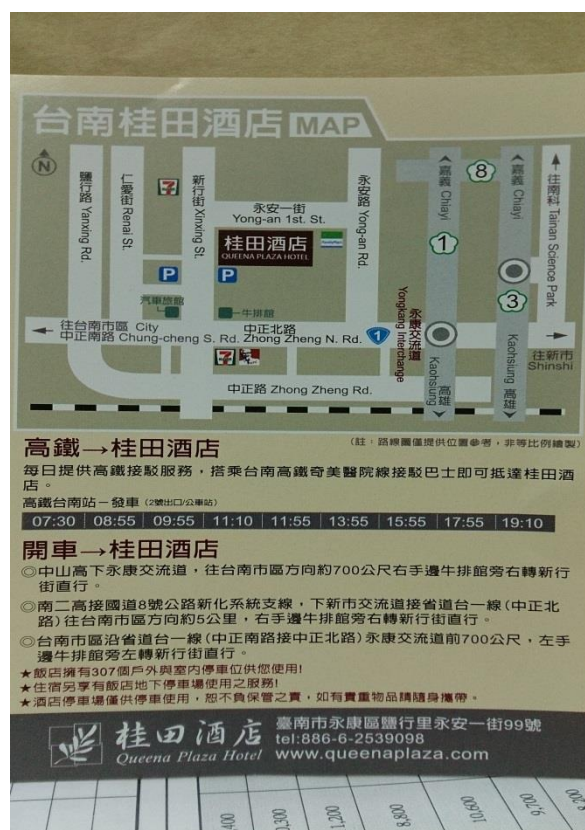 台南桂田酒店 MAP
N
鹽行路 Yanxing Rd.
仁愛街 Renai St.
新行街 Xinxing St.
永安一街
Yong-an 1st. St.
永安路 Yong-an Rd.
嘉義 Chiayi
8
嘉義 Chiayi
往南科 Tainan Science Park
桂田酒店
QUEENA PLAZA HOTEL
FamilyMart
7
1
3
P
P
汽車旅館
牛排館
永康交流道
Yongkang Interchange
往台南市區 City
中正南路 Chung-cheng S. Rd.
中正北路
Zhong Zheng N. Rd.
1
Kaohsiung 高雄
Kaohsiung 高雄
往新市
Shinshi
7
中正路 Zhong Zheng Rd.
(註：路線圖僅提供位置參考，非等比例繪製)
高鐵→桂田酒店
每日提供高鐵接駁服務，搭乘台南高鐵奇美醫院線接駁巴士即可抵達桂田酒
店。
高鐵台南站－發車 (2號出口/公車站)
07:30 08:55 09:55 11:10 11:55 13:55 15:55 17:55 19:10
開車→桂田酒店
◎中山高下永康交流道，往台南市區方向約700公尺右手邊牛排館旁右轉新行
街直行。
◎南二高接國道8號公路新化系統支線，下新市交流道接省道台一線(中正北
路)往台南市區方向約5公里，右手邊牛排館旁右轉新行街直行。
◎台南市區沿省道台一線(中正南路接中正北路)永康交流道前700公尺，左手
邊牛排館旁左轉新行街直行。
★飯店擁有307個戶外與室內停車位供您使用!
★住宿另享有飯店地下停車場使用之服務!
★酒店停車場僅供停車使用，恕不負保管之責，如有貴重物品請隨身攜帶。
桂田酒店
Queena Plaza Hotel
臺南市永康區鹽行里永安一街99號
tel:886-6-2539098
www.queenaplaza.com
1,200
8,800
10,600
9,700
8,200